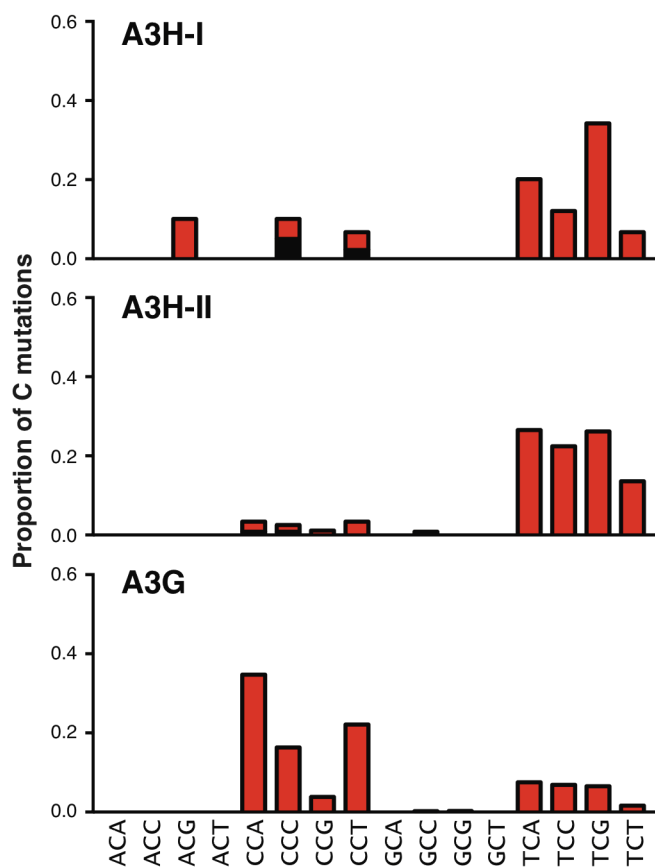 A3H-I
0.6
0.4
0.2
0.0
A3H-II
0.6
0.4
0.2
0.0
A3G
0.6
0.4
0.2
0.0
Proportion of C mutations
ACA
ACC
ACG
ACT
CCA
CCC
CCG
CCT
GCA
GCC
GCG
GCT
TCA
TCC
TCG
TCT